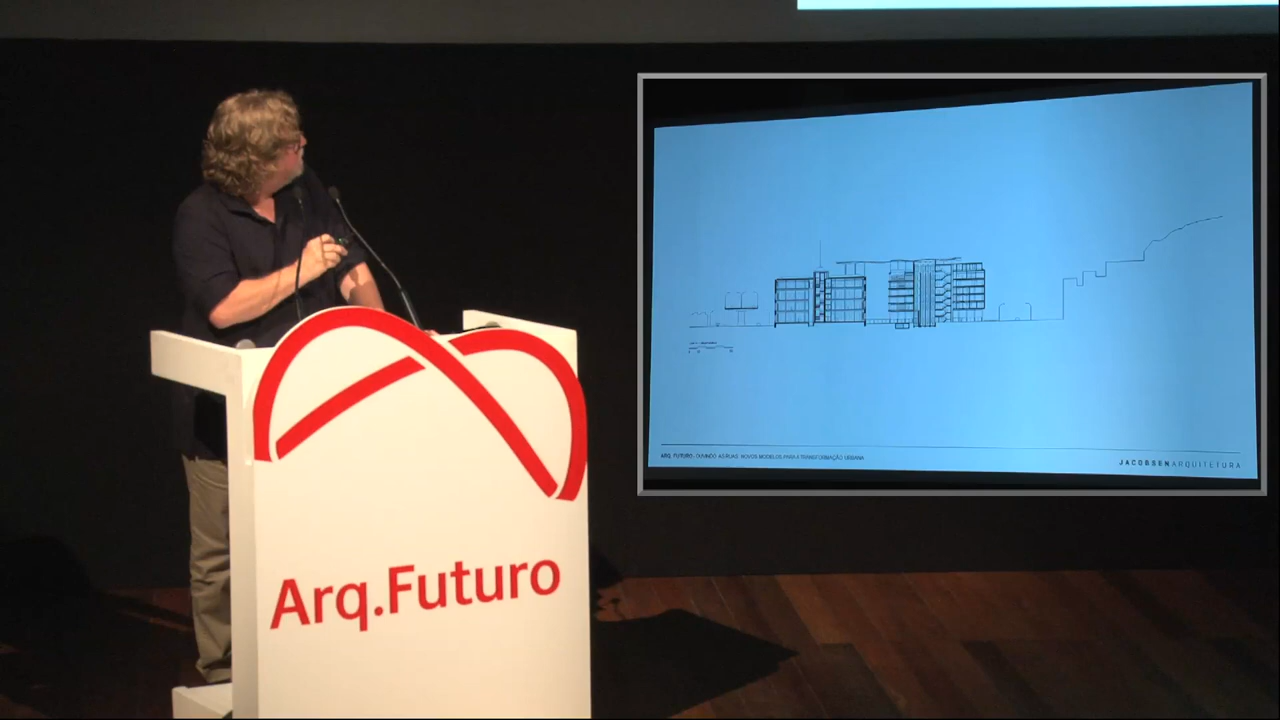 ARQ. FUTURO: OUVINDO AS RUAS: NOVOS MODELOS PARA A TRANSFORMAÇÃO URBANA
JACOBSENARQUITETURA
Arq.Futuro